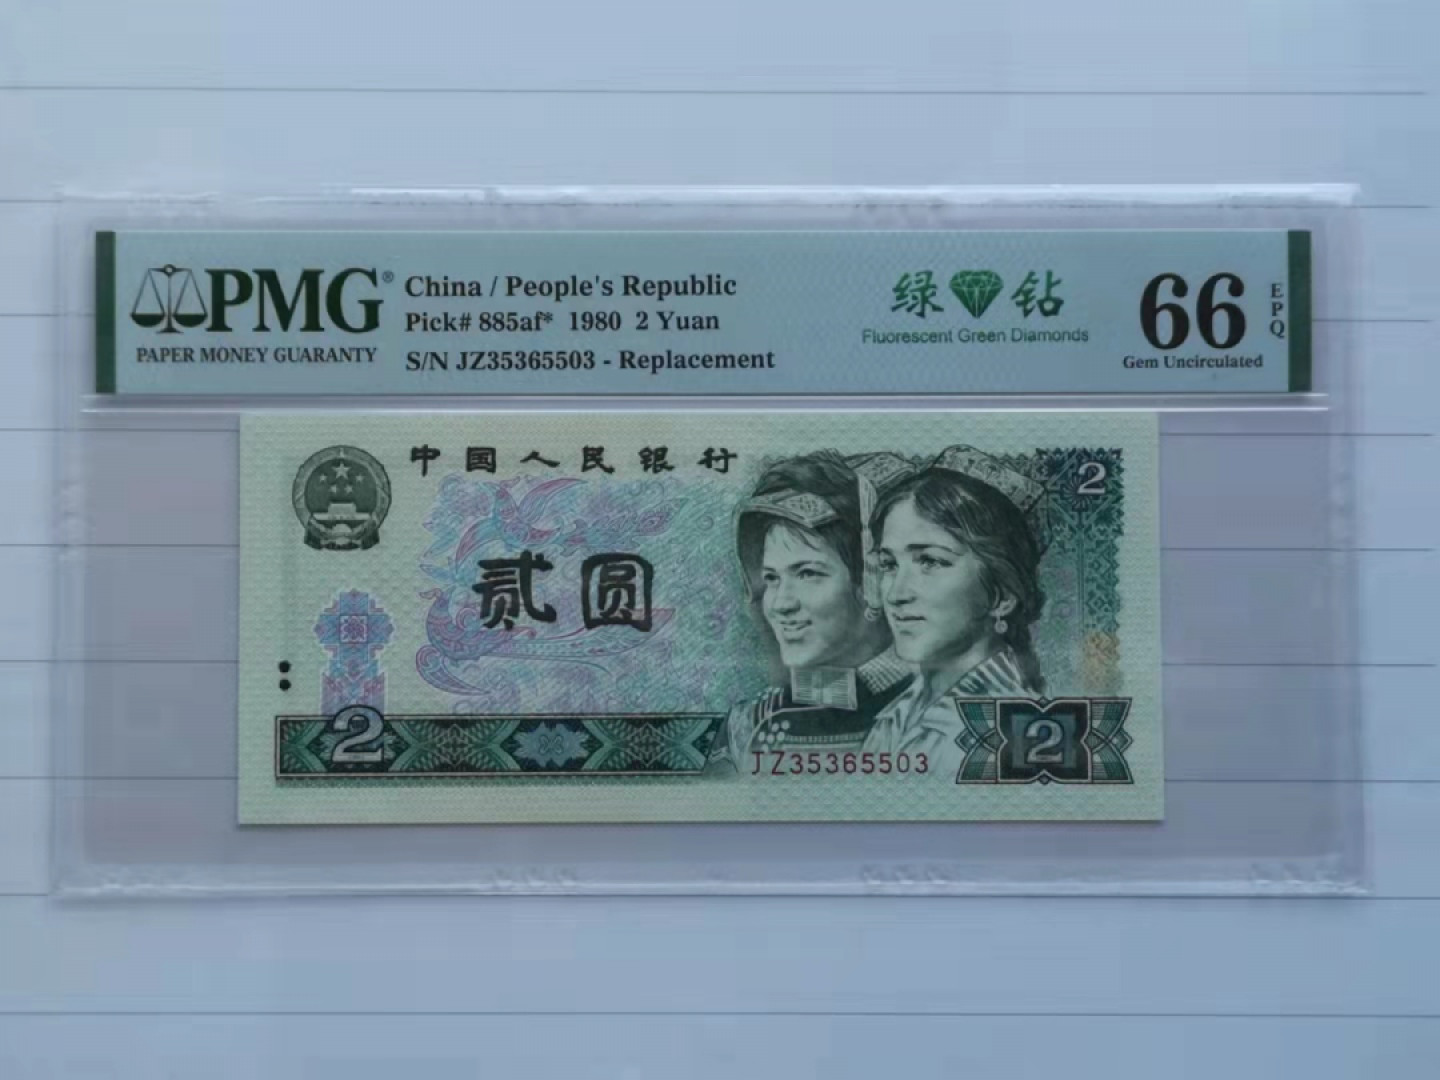 PMG®
PAPER MONEY GUARANTY
China / People's Republic
Pick# 885af* 1980 2 Yuan
S/N JZ35365503 - Replacement
绿 钻
Fluorescent Green Diamonds
66
EPQ
Gem Uncirculated
中国人民银行
2
贰圆
2
JZ35365503
2